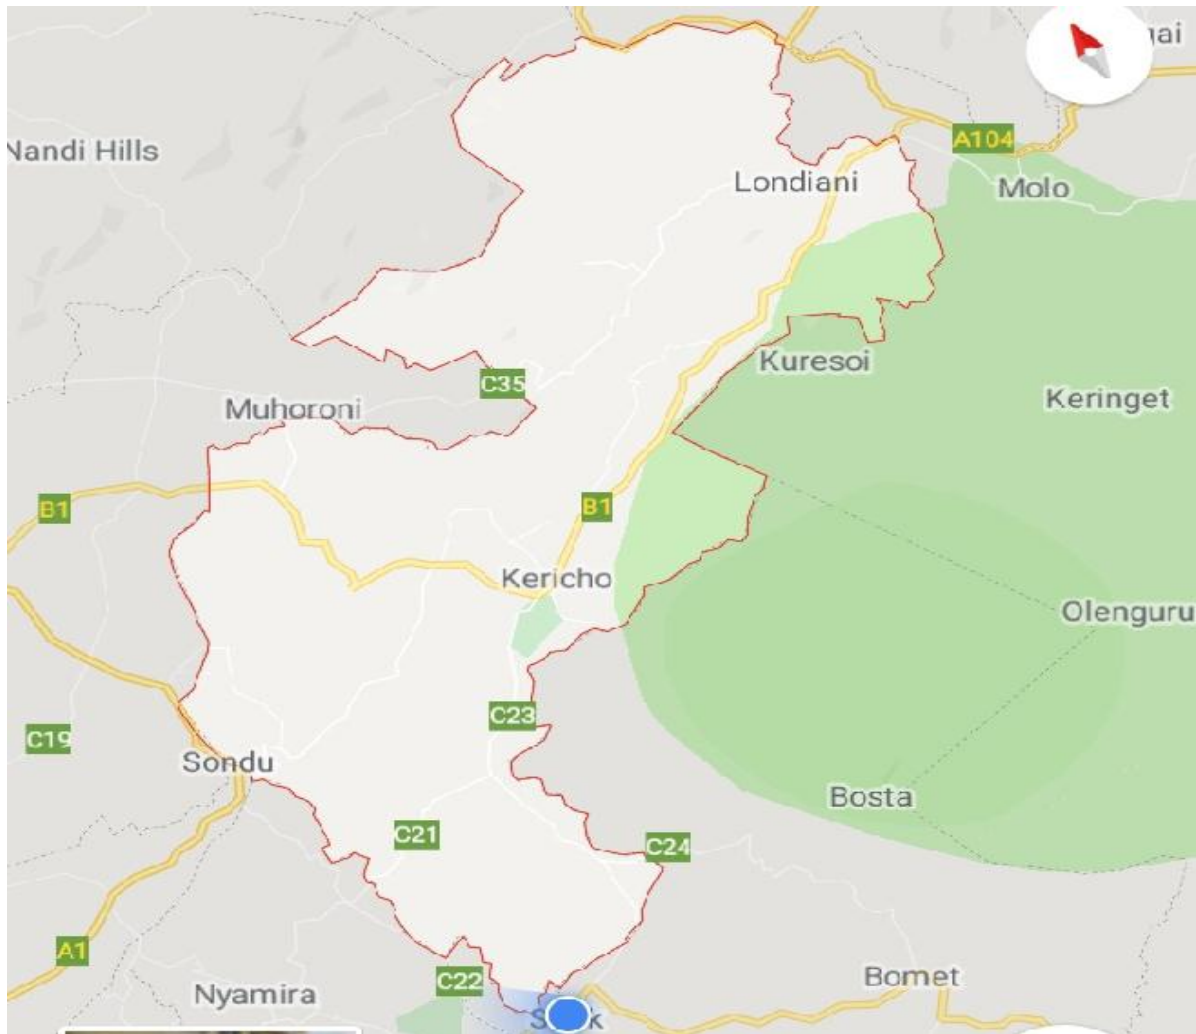 gai
Nandi Hills
A104
Londiani
Molo
Kuresoi
C35
Keringet
Muhoroni
B1
B1
Kericho
Olenguru
C23
C19
Sondu
Bosta
C21
C24
A1
C22
Bomet
Nyamira